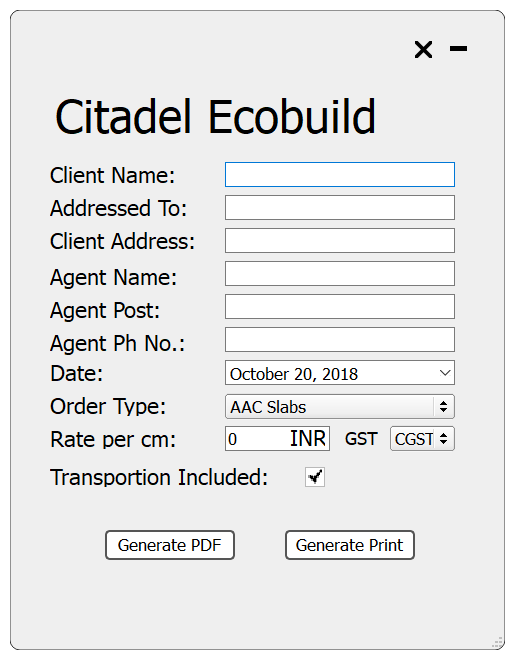 Citadel Ecobuild
Client Name:
Addressed To:
Client Address:
Agent Name:
Agent Post:
Agent Ph No.:
Date: October 20, 2018
Order Type: AAC Slabs
Rate per cm: 0 INR GST CGST
Transportion Included:
Generate PDF Generate Print